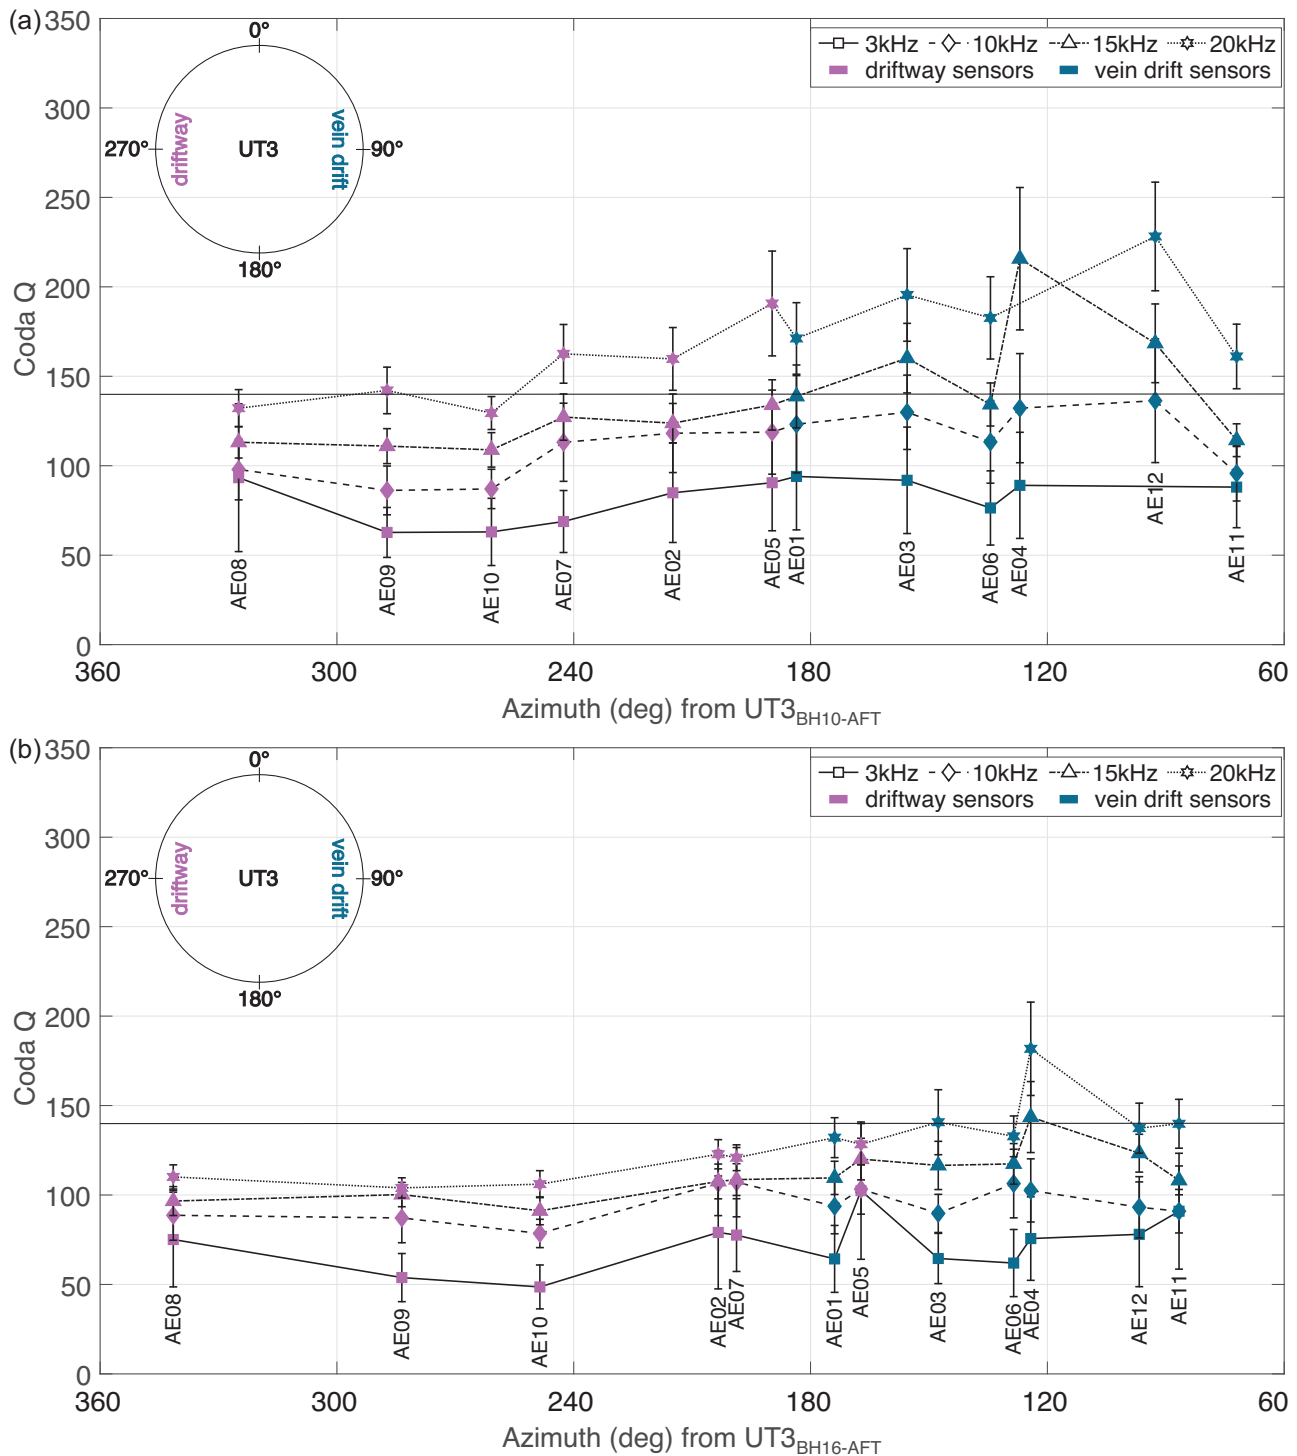 (a)
350
300
250
200
150
100
50
0
Coda Q
0°
270°
driftway
UT3
vein drift
90°
180°
3kHz 10kHz 15kHz 20kHz
driftway sensors vein drift sensors
AE08
AE09
AE10
AE07
AE02
AE05
AE01
AE03
AE06
AE04
AE12
AE11
360 300 240 180 120 60
Azimuth (deg) from UT3BH10-AFT
(b)
350
300
250
200
150
100
50
0
Coda Q
0°
270°
driftway
UT3
vein drift
90°
180°
3kHz 10kHz 15kHz 20kHz
driftway sensors vein drift sensors
AE08
AE09
AE10
AE02
AE07
AE01
AE05
AE03
AE06
AE04
AE12
AE11
360 300 240 180 120 60
Azimuth (deg) from UT3BH16-AFT